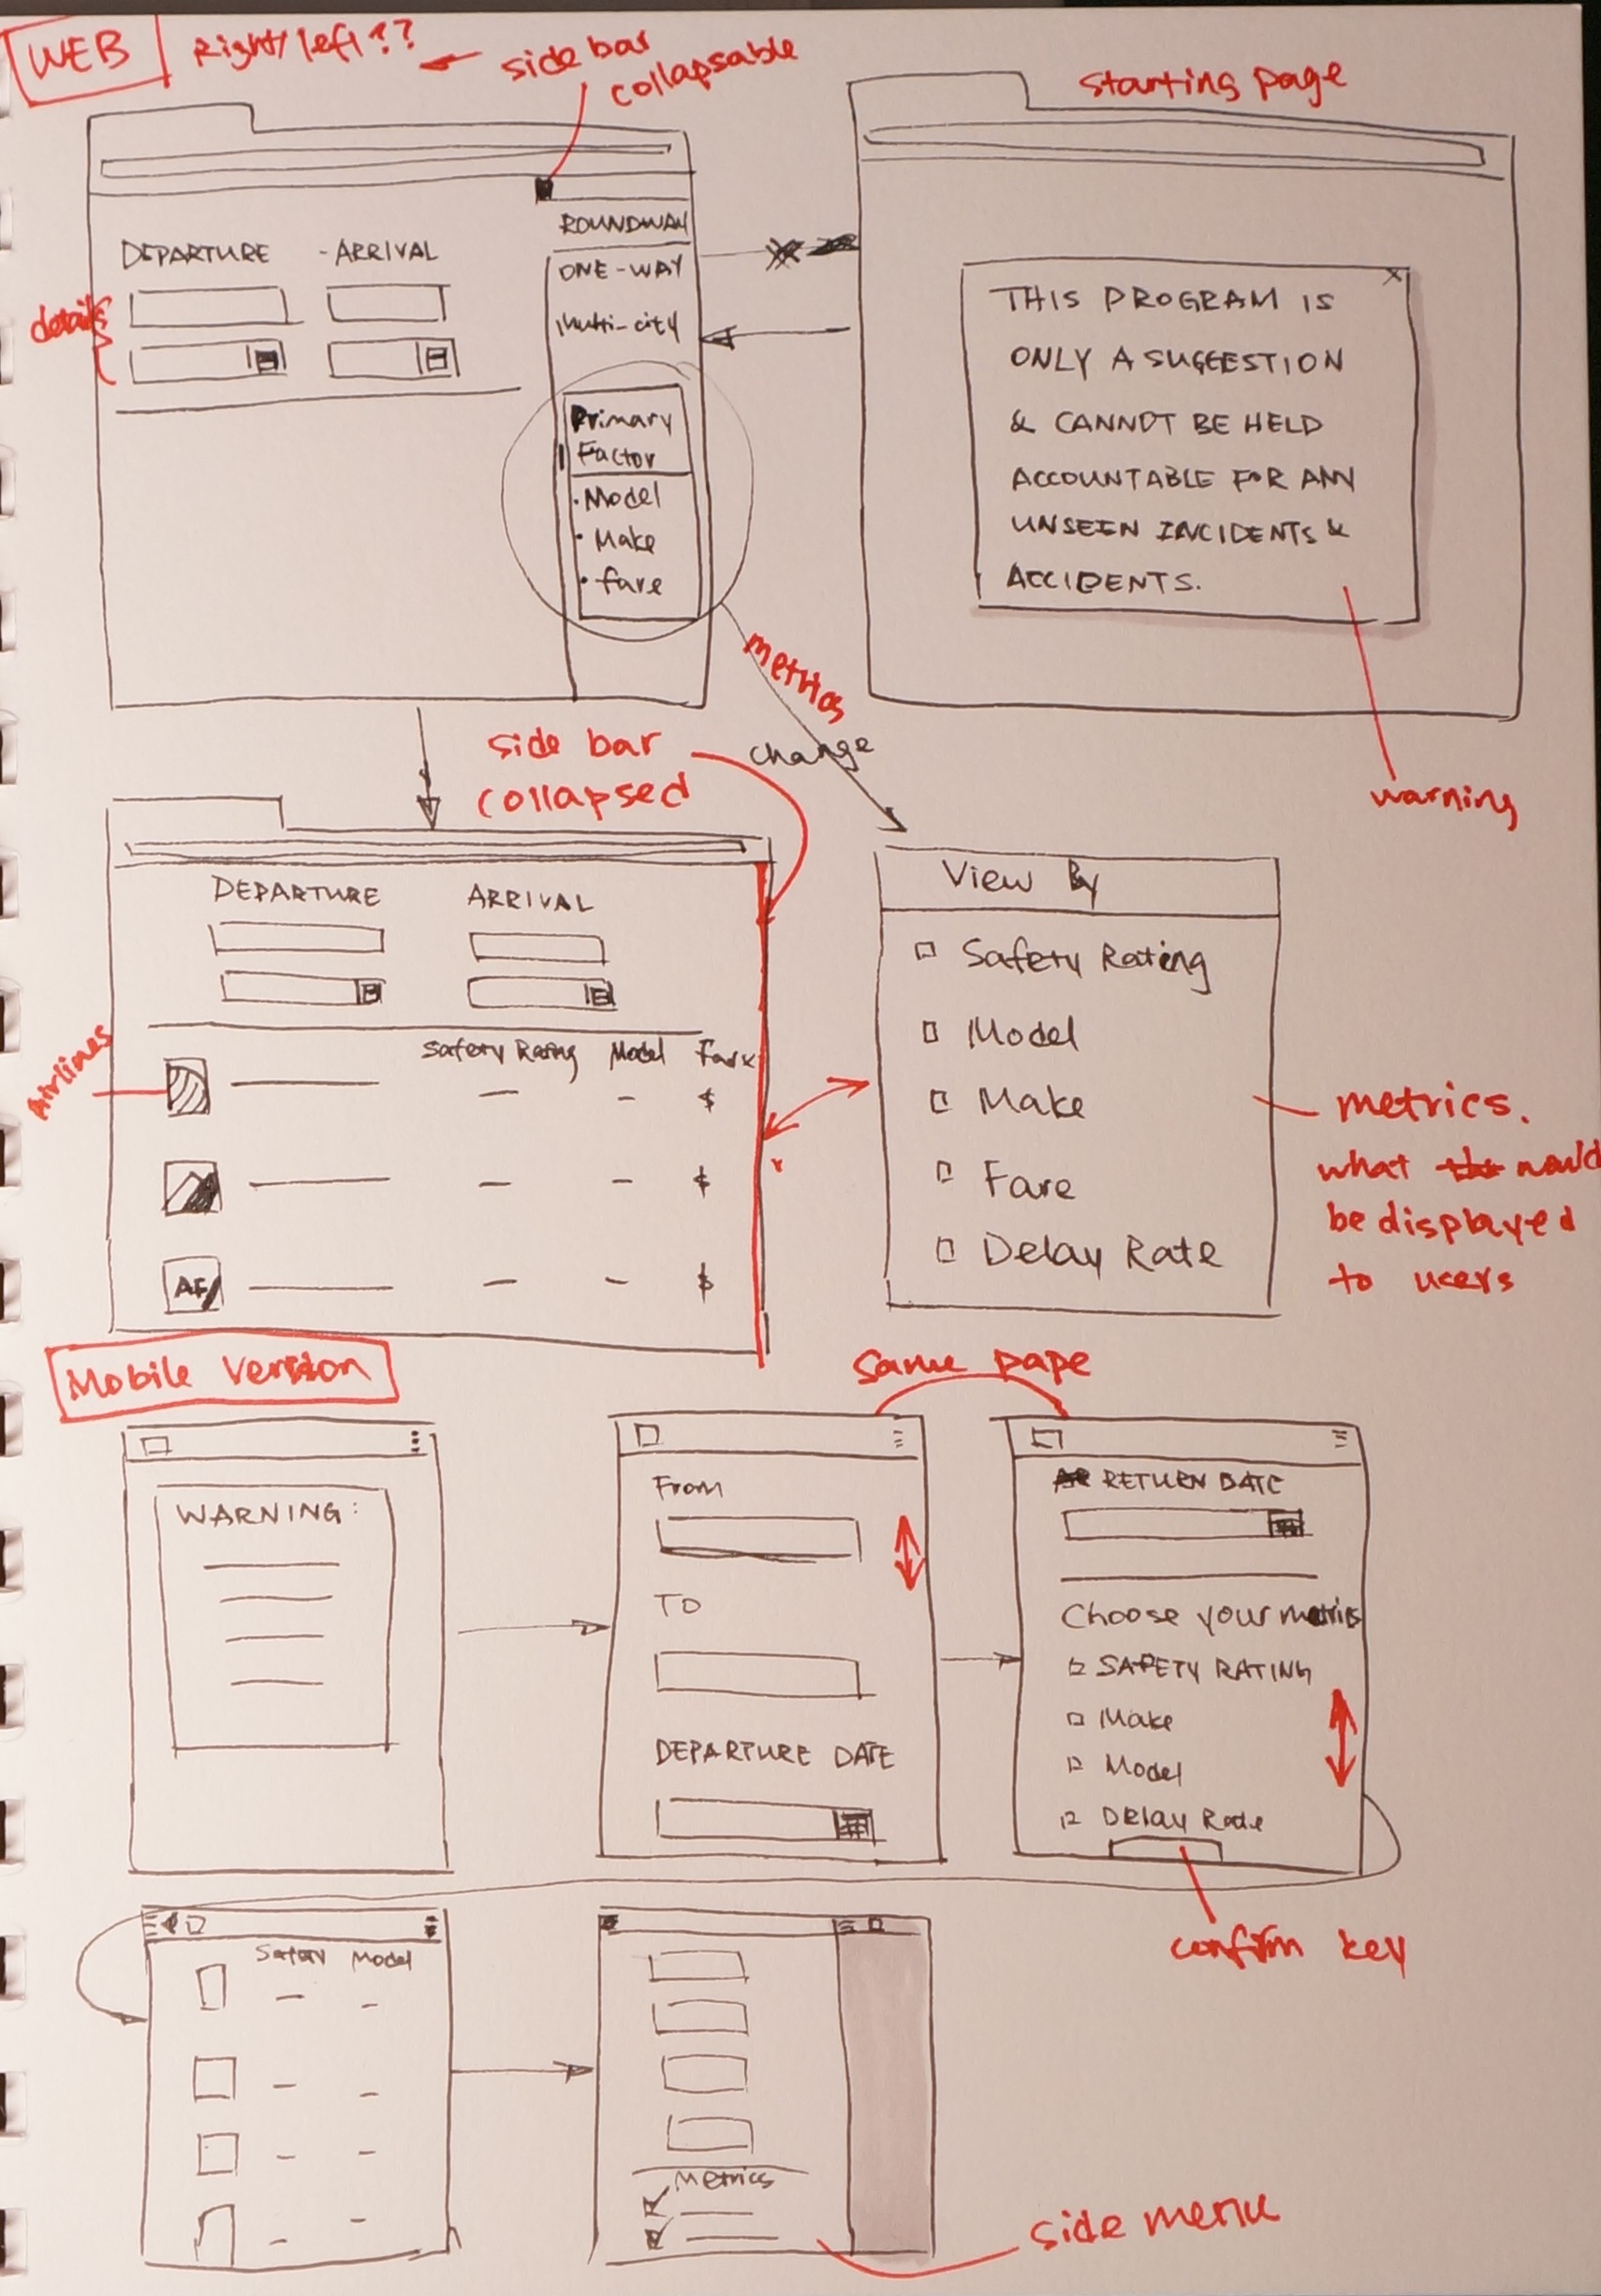 WEB
Right/left??
side bar
collapsable
starting page
DEPARTURE
- ARRIVAL
ROUNDWAY
ONE-WAY
Multi-city
details
Primary
Factor
• Model
• Make
• fare
x
THIS PROGRAM IS
ONLY A SUGGESTION
& CANNOT BE HELD
ACCOUNTABLE FOR ANY
UNSEEN INCIDENTS &
ACCIDENTS.
warning
metrics
change
side bar
collapsed
DEPARTURE
ARRIVAL
Safety Rating
Model
Fare
Airlines
— — $
— — $
AF
— — $
View By
Safety Rating
Model
Make
Fare
Delay Rate
metrics.
what would
be displayed
to users
Mobile Version
same page
WARNING:
From
TO
DEPARTURE DATE
RETURN DATE
Choose your metrics
SAFETY RATING
Make
Model
DELAY Rate
confirm key
Safety
Model
Metrics
side menu